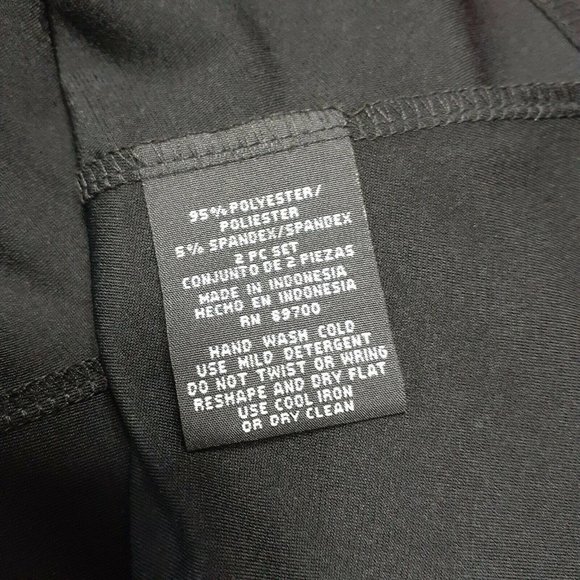 95% POLYESTER/
POLIESTER
5% SPANDEX/SPANDEX
2 PC SET
CONJUNTO DE 2 PIEZAS
MADE IN INDONESIA
HECHO EN INDONESIA
RN 89700
HAND WASH COLD
USE MILD DETERGENT
DO NOT TWIST OR WRING
RESHAPE AND DRY FLAT
USE COOL IRON
OR DRY CLEAN